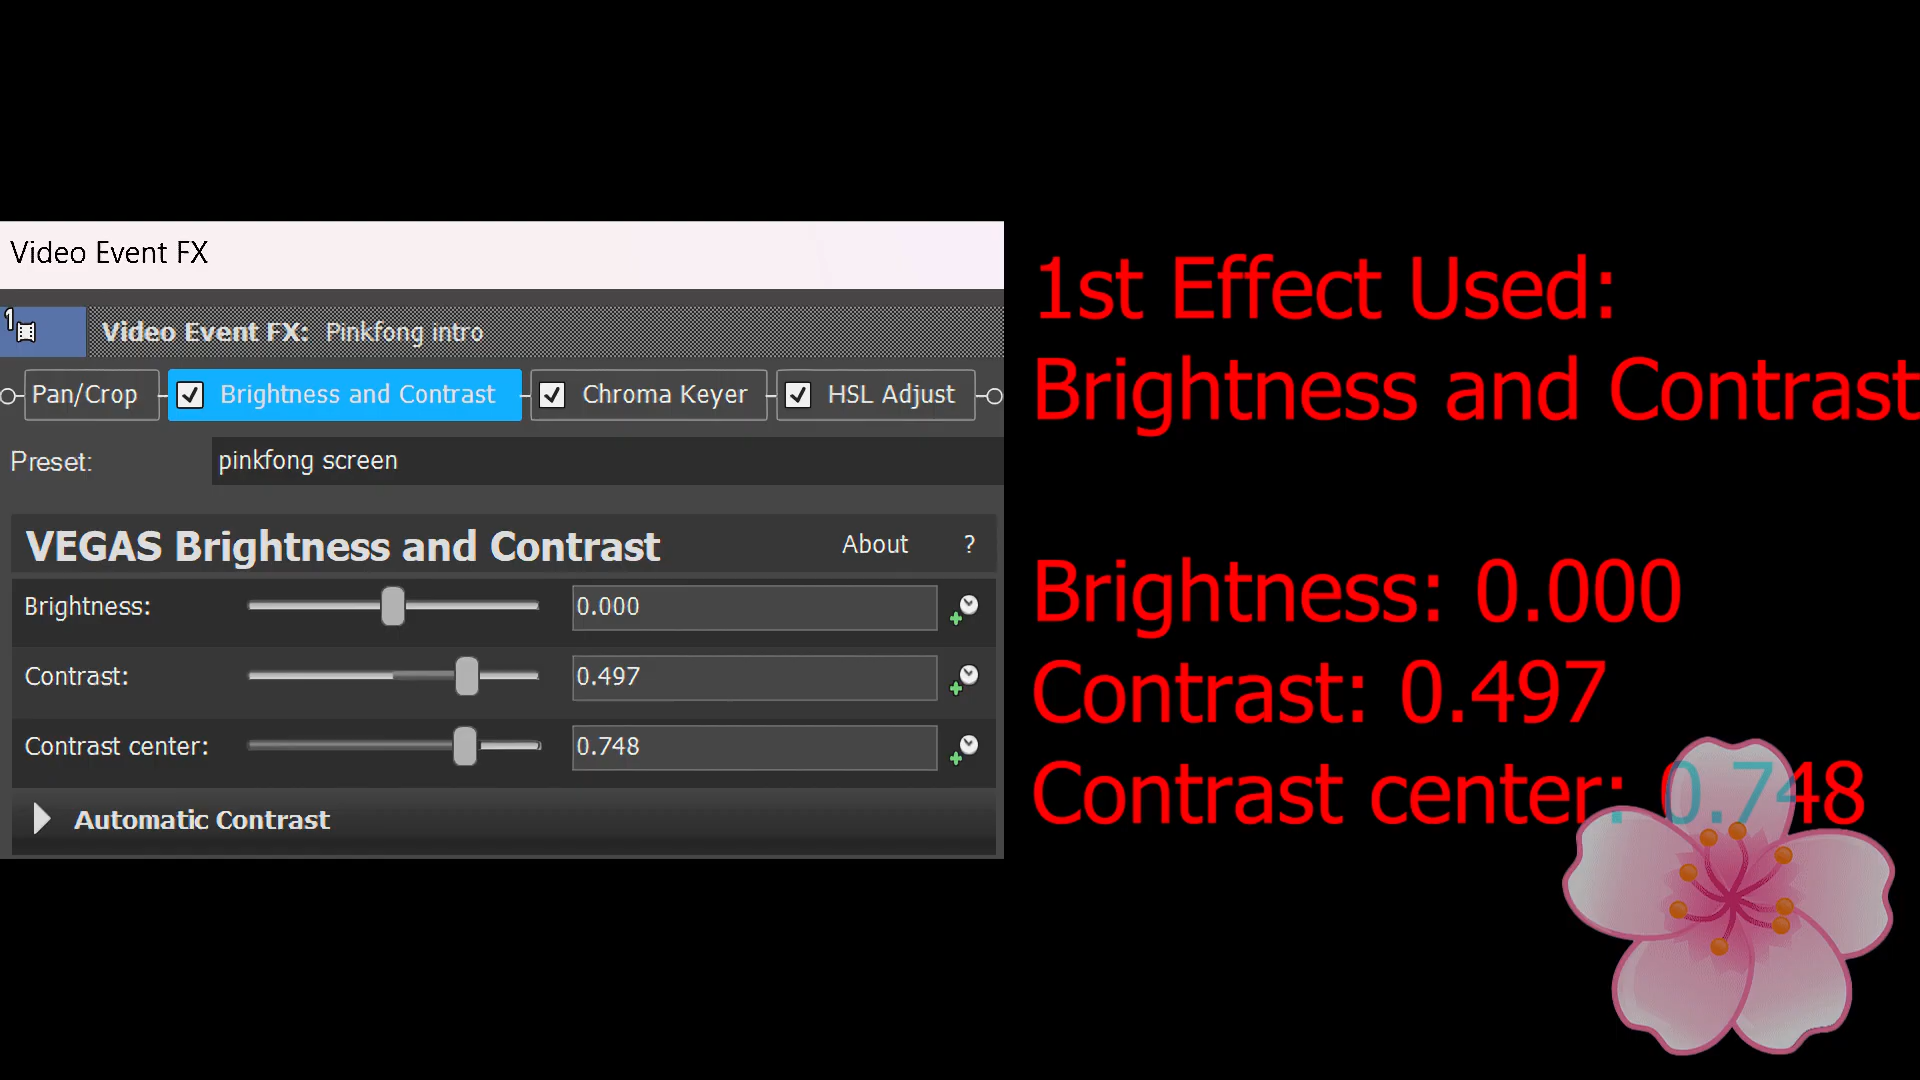 Video Event FX
1
Video Event FX: Pinkfong intro
Pan/Crop Brightness and Contrast Chroma Keyer HSL Adjust
Preset: pinkfong screen
VEGAS Brightness and Contrast About ?
Brightness: 0.000
Contrast: 0.497
Contrast center: 0.748
Automatic Contrast
1st Effect Used:
Brightness and Contrast
Brightness: 0.000
Contrast: 0.497
Contrast center: 0.748